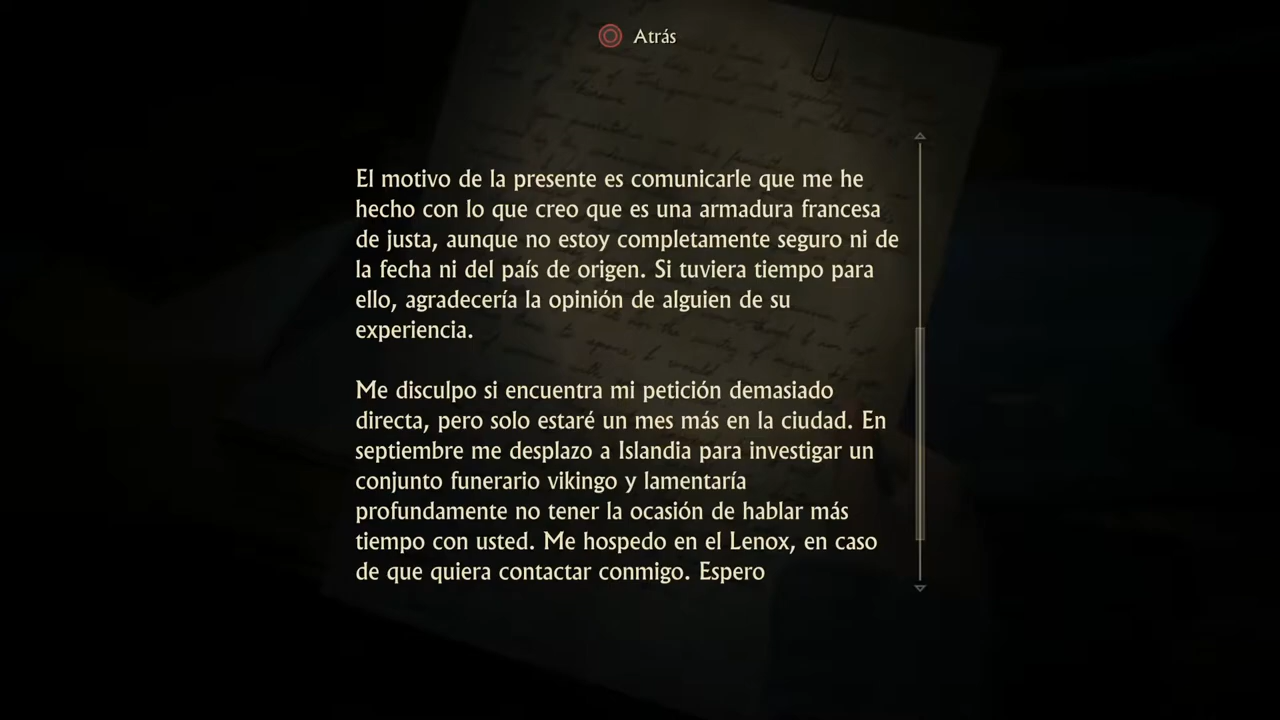 Atrás
El motivo de la presente es comunicarle que me he
hecho con lo que creo que es una armadura francesa
de justa, aunque no estoy completamente seguro ni de
la fecha ni del país de origen. Si tuviera tiempo para
ello, agradecería la opinión de alguien de su
experiencia.
Me disculpo si encuentra mi petición demasiado
directa, pero solo estaré un mes más en la ciudad. En
septiembre me desplazo a Islandia para investigar un
conjunto funerario vikingo y lamentaría
profundamente no tener la ocasión de hablar más
tiempo con usted. Me hospedo en el Lenox, en caso
de que quiera contactar conmigo. Espero